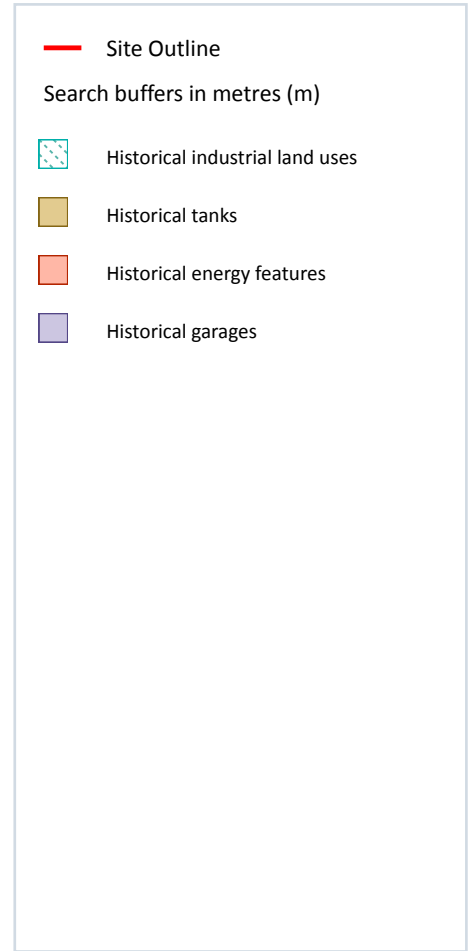 Site Outline
Search buffers in metres (m)
Historical industrial land uses
Historical tanks
Historical energy features
Historical garages